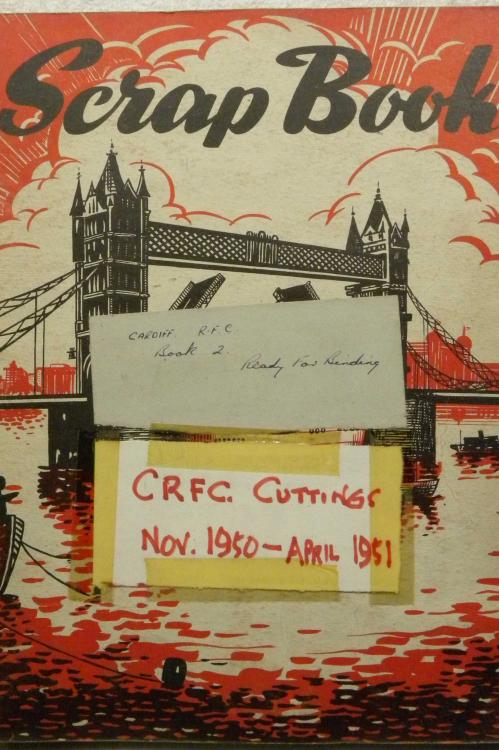 Scrap Book
CARDIFF R.F.C.
Book 2.
Ready For Binding
CRFC. CUTTINGS
NOV. 1950 - APRIL 1951